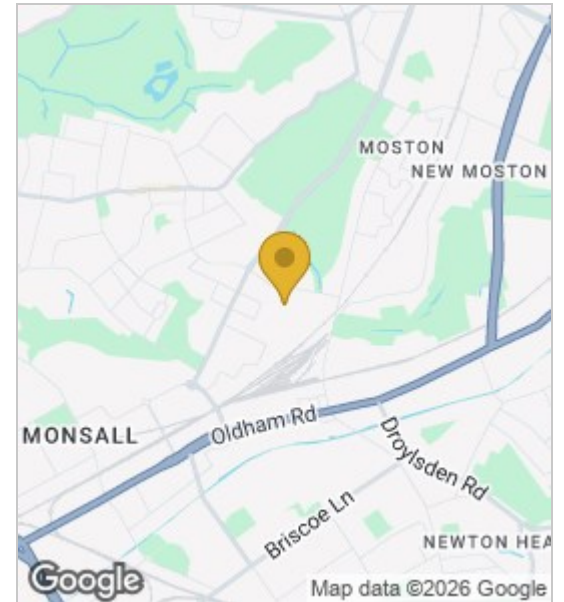 MOSTON
NEW MOSTON
Oldham Rd
MONSALL
Droylsden Rd
Briscoe Ln
NEWTON HEA
Google
Map data ©2026 Google